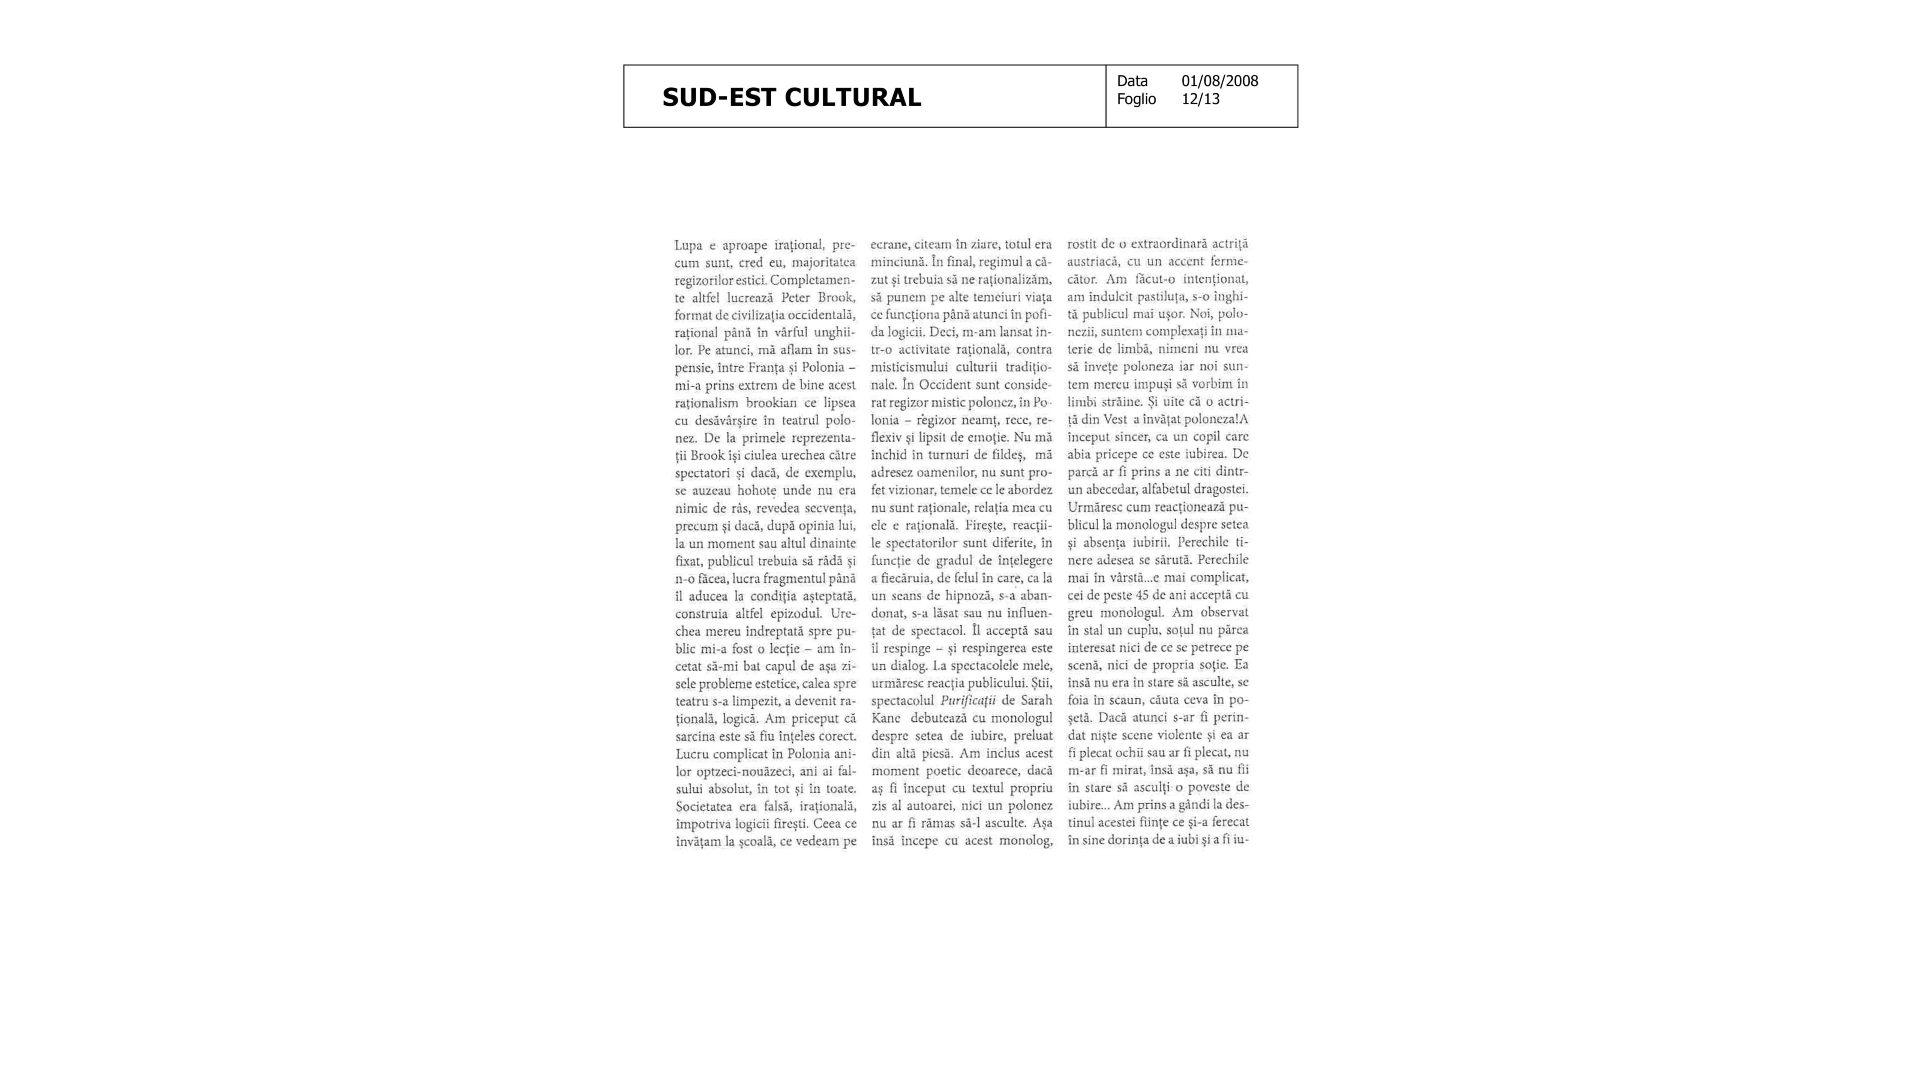 SUD-EST CULTURAL
Data 01/08/2008
Foglio 12/13
Lupa e aproape irațional, pre-
cum sunt, cred eu, majoritatea
regizorilor estici. Completamen-
te altfel lucrează Peter Brook,
format de civilizația occidentală,
rațional până în vârful unghii-
lor. Pe atunci, mă aflam în sus-
pensie, între Franța și Polonia –
mi-a prins extrem de bine acest
raționalism brookian ce lipsea
cu desăvârșire în teatrul polo-
nez. De la primele reprezenta-
ții Brook își ciulea urechea către
spectatori și dacă, de exemplu,
se auzeau hohote unde nu era
nimic de râs, revedea secvența,
precum și dacă, după opinia lui,
la un moment sau altul dinainte
fixat, publicul trebuia să râdă și
n-o făcea, lucra fragmentul până
îl aducea la condiția așteptată,
construia altfel epizodul. Ure-
chea mereu îndreptată spre pu-
blic mi-a fost o lecție – am în-
cetat să-mi bat capul de așa zi-
sele probleme estetice, calea spre
teatru s-a limpezit, a devenit ra-
țională, logică. Am priceput că
sarcina este să fiu înțeles corect.
Lucru complicat în Polonia ani-
lor optzeci-nouăzeci, ani ai fal-
sului absolut, în tot și în toate.
Societatea era falsă, irațională,
împotriva logicii firești. Ceea ce
învățam la școală, ce vedeam pe
ecrane, citeam în ziare, totul era
minciună. În final, regimul a că-
zut și trebuia să ne raționalizăm,
să punem pe alte temeiuri viața
ce funcționa până atunci în pofi-
da logicii. Deci, m-am lansat în-
tr-o activitate rațională, contra
misticismului culturii tradițio-
nale. În Occident sunt conside-
rat regizor mistic polonez, în Po-
lonia – regizor neamț, rece, re-
flexiv și lipsit de emoție. Nu mă
închid în turnuri de fildeș, mă
adresez oamenilor, nu sunt pro-
fet vizionar, temele ce le abordez
nu sunt raționale, relația mea cu
ele e rațională. Firește, reacții-
le spectatorilor sunt diferite, în
funcție de gradul de înțelegere
a fiecăruia, de felul în care, ca la
un seans de hipnoză, s-a aban-
donat, s-a lăsat sau nu influen-
țat de spectacol. Îl acceptă sau
îl respinge – și respingerea este
un dialog. La spectacolele mele,
urmăresc reacția publicului. Știi,
spectacolul Purificații de Sarah
Kane debutează cu monologul
despre setea de iubire, preluat
din altă piesă. Am inclus acest
moment poetic deoarece, dacă
aș fi început cu textul propriu
zis al autoarei, nici un polonez
nu ar fi rămas să-l asculte. Așa
însă începe cu acest monolog,
rostit de o extraordinară actriță
austriacă, cu un accent ferme-
cător. Am făcut-o intenționat,
am îndulcit pastiluța, s-o înghi-
tă publicul mai ușor. Noi, polo-
nezii, suntem complexați în ma-
terie de limbă, nimeni nu vrea
să învețe poloneza iar noi sun-
tem mereu impuși să vorbim în
limbi străine. Și uite că o actri-
ță din Vest a învățat poloneza!A
început sincer, ca un copil care
abia pricepe ce este iubirea. De
parcă ar fi prins a ne citi dintr-
un abecedar, alfabetul dragostei.
Urmăresc cum reacționează pu-
blicul la monologul despre setea
și absența iubirii. Perechile ti-
nere adesea se sărută. Perechile
mai în vârstă...e mai complicat,
cei de peste 45 de ani acceptă cu
greu monologul. Am observat
în stal un cuplu, soțul nu părea
interesat nici de ce se petrece pe
scenă, nici de propria soție. Ea
însă nu era în stare să asculte, se
foia în scaun, căuta ceva în po-
șetă. Dacă atunci s-ar fi perin-
dat niște scene violente și ea ar
fi plecat ochii sau ar fi plecat, nu
m-ar fi mirat, însă așa, să nu fii
în stare să asculți o poveste de
iubire... Am prins a gândi la des-
tinul acestei ființe ce și-a ferecat
în sine dorința de a iubi și a fi iu-